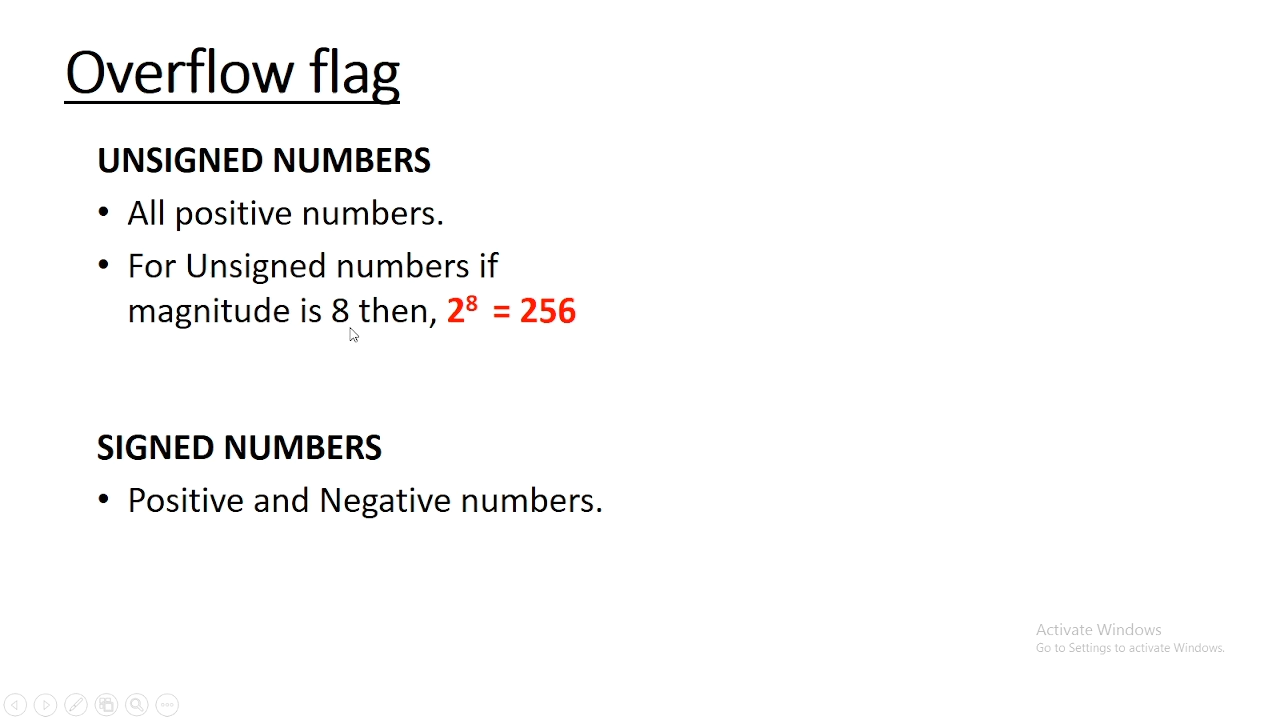 Overflow flag
UNSIGNED NUMBERS
• All positive numbers.
• For Unsigned numbers if
magnitude is 8 then, 2⁸ = 256
SIGNED NUMBERS
• Positive and Negative numbers.
Activate Windows
Go to Settings to activate Windows.